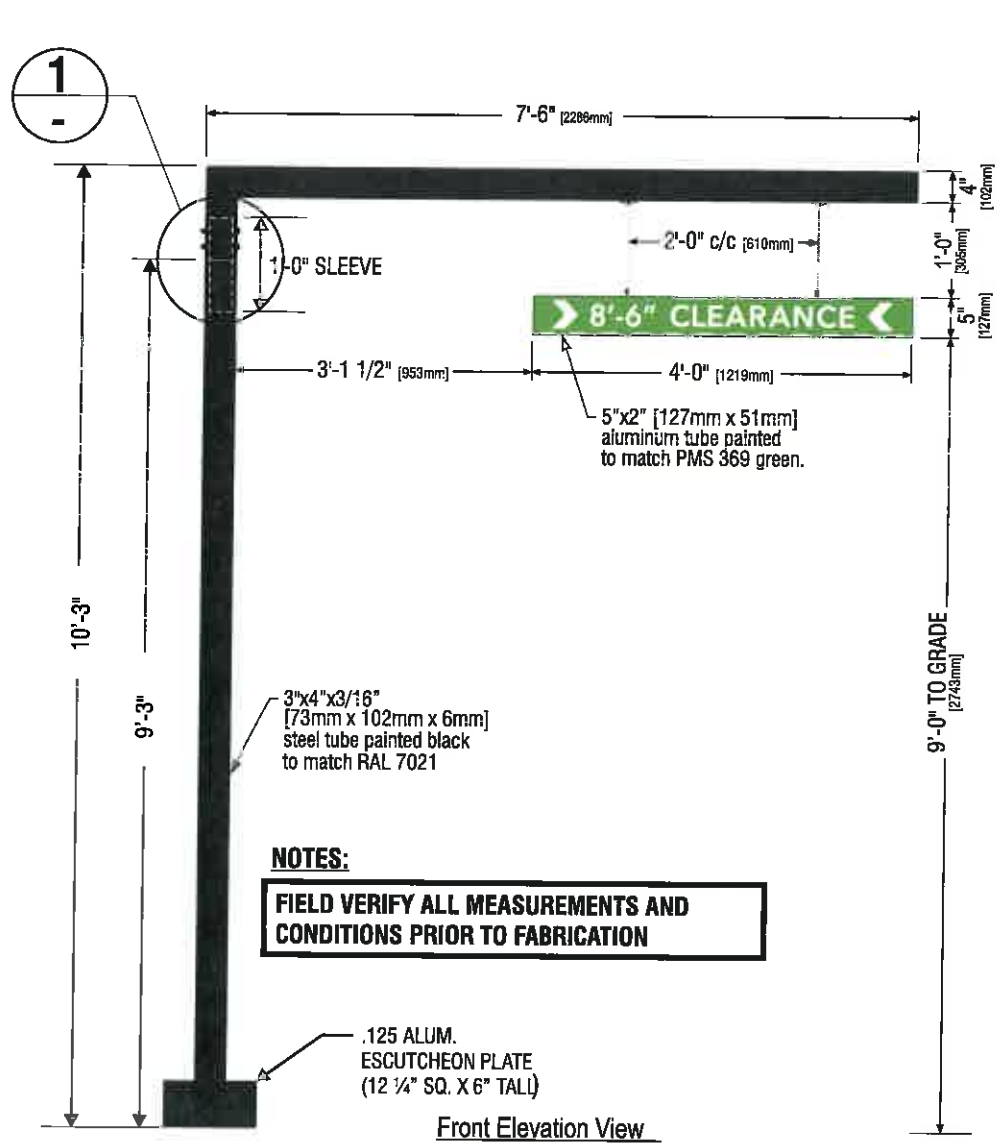 1
-
7'-6" [2286mm]
4"
[102mm]
2'-0" c/c [610mm]
1'-0"
[305mm]
1'-0" SLEEVE
8'-6" CLEARANCE
5"
[127mm]
3'-1 1/2" [953mm]
4'-0" [1219mm]
5"x2" [127mm x 51mm]
aluminum tube painted
to match PMS 369 green.
10'-3"
9'-3"
9'-0" TO GRADE
[2743mm]
3"x4"x3/16"
[73mm x 102mm x 6mm]
steel tube painted black
to match RAL 7021
NOTES:
FIELD VERIFY ALL MEASUREMENTS AND
CONDITIONS PRIOR TO FABRICATION
.125 ALUM.
ESCUTCHEON PLATE
(12 ¼" SQ. X 6" TALL)
Front Elevation View